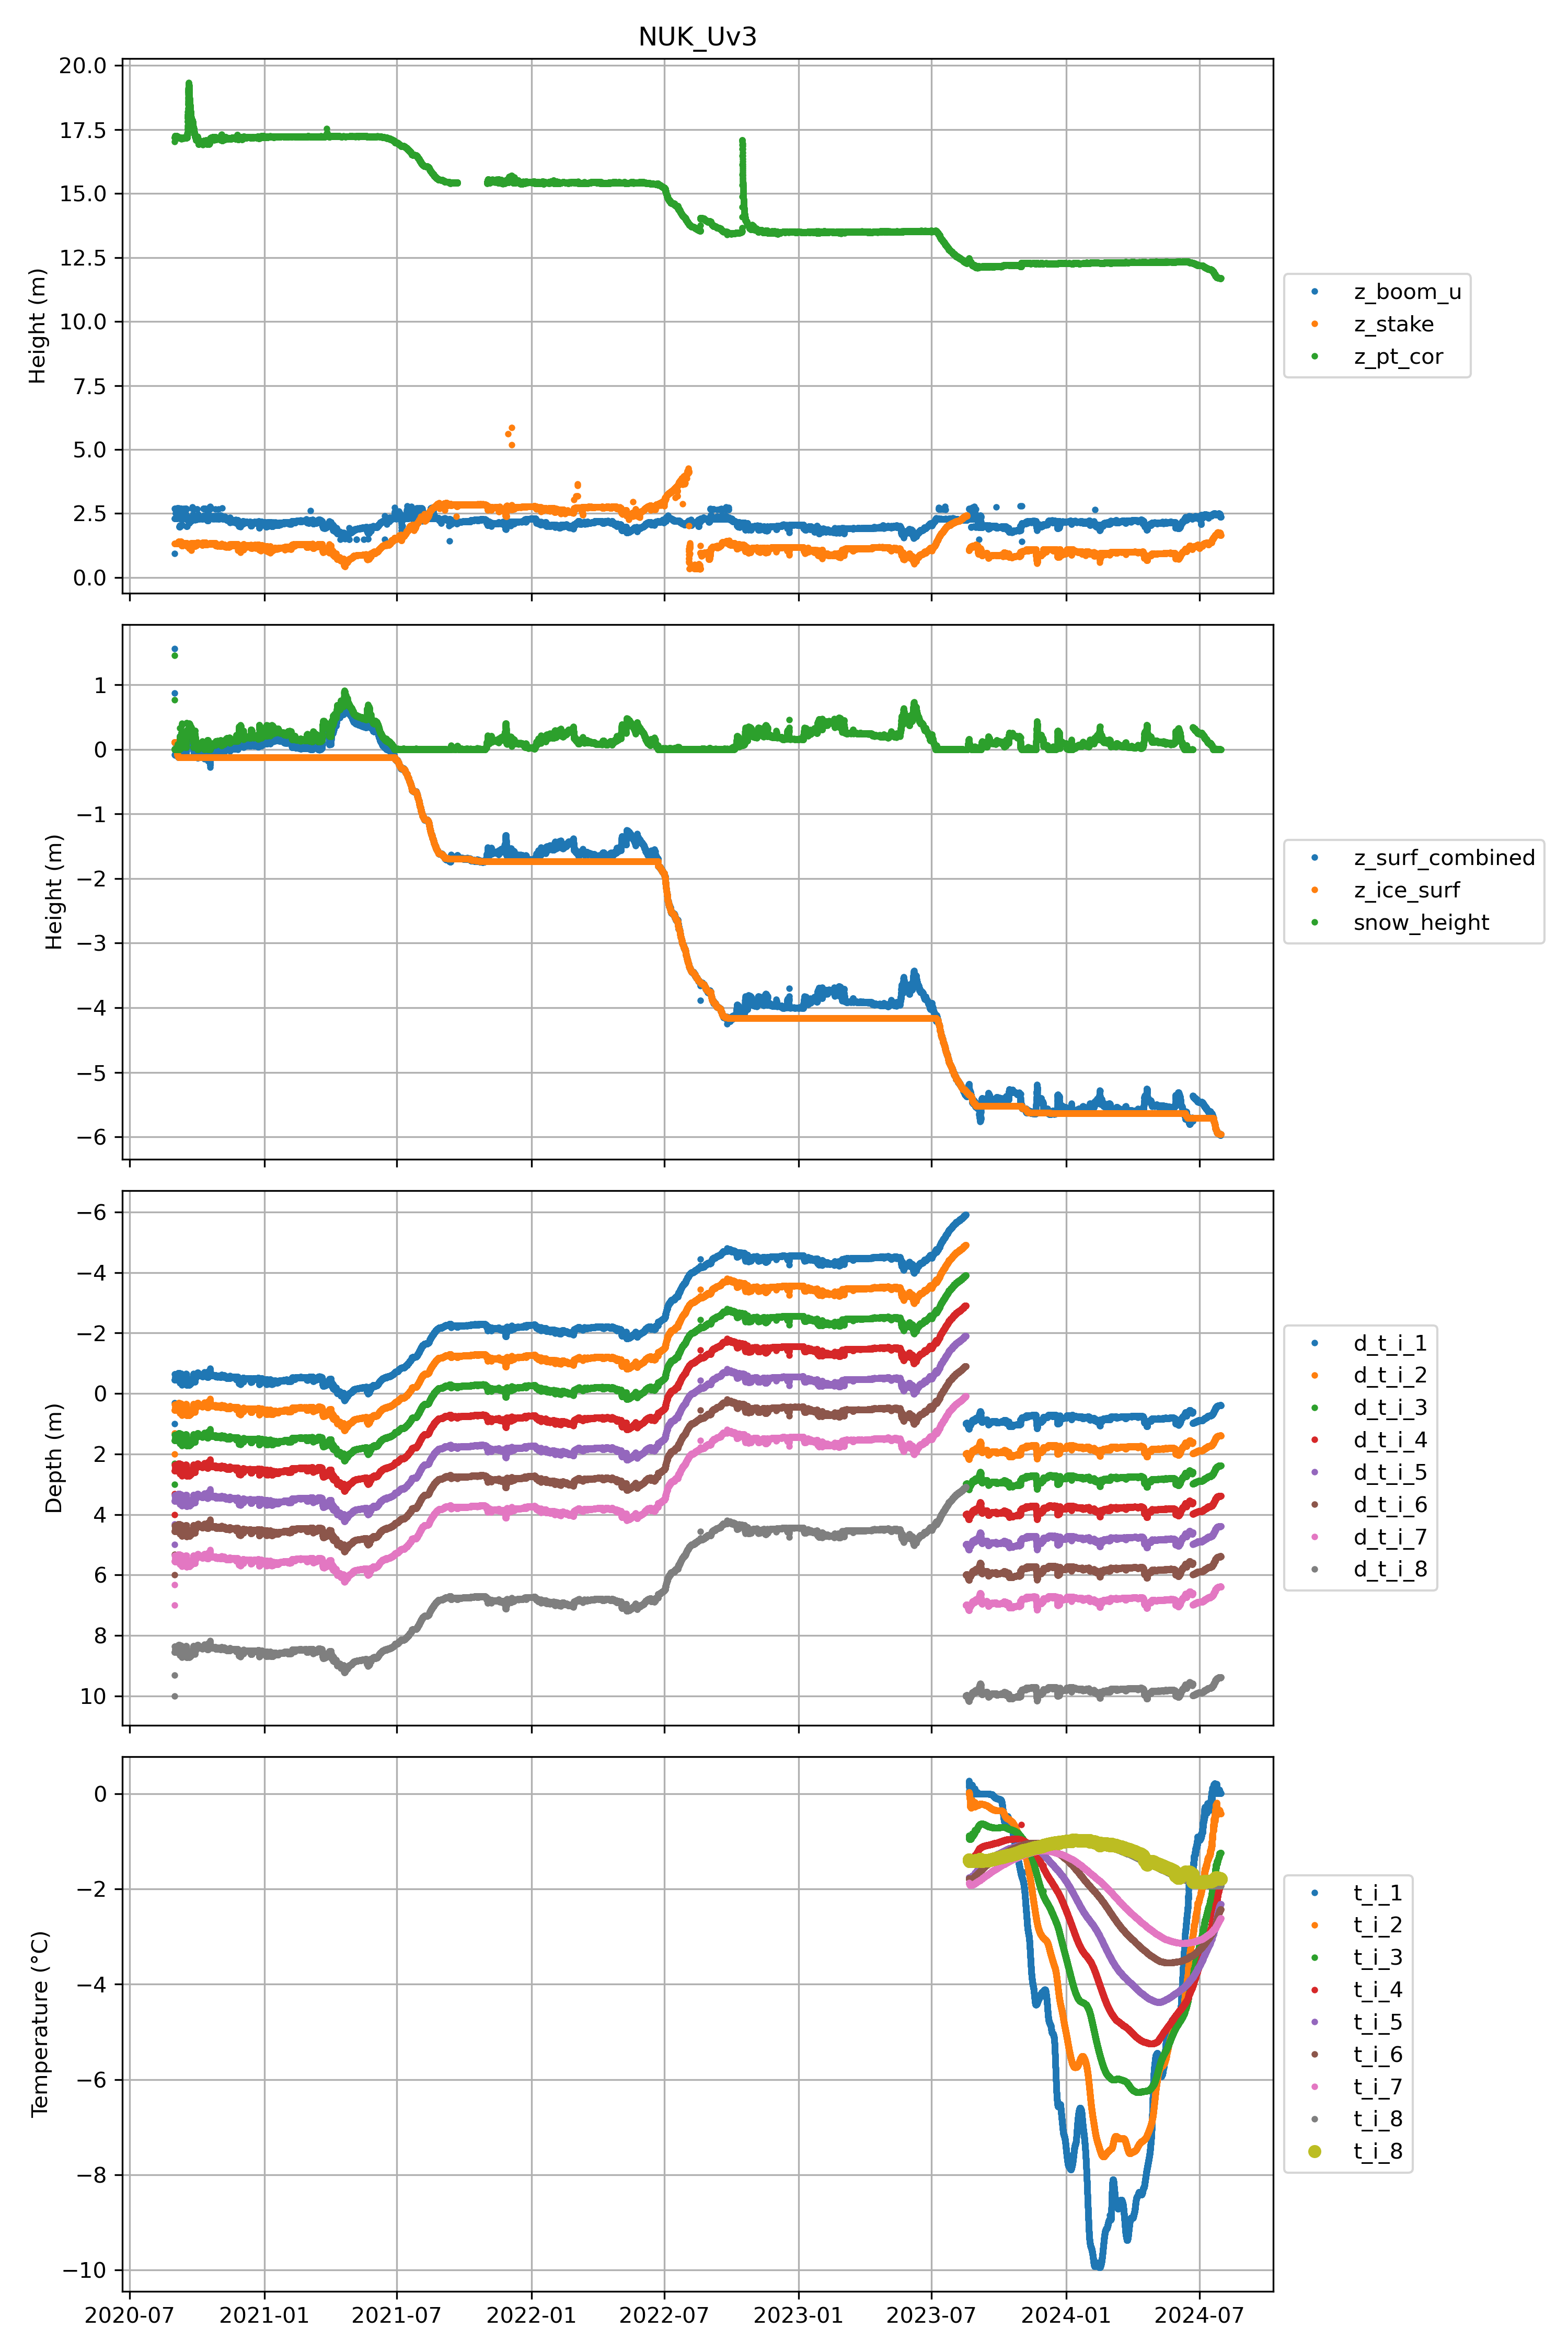 NUK_Uv3
20.0
17.5
15.0
12.5
10.0
7.5
5.0
2.5
0.0
Height (m)
z_boom_u
z_stake
z_pt_cor
1
0
−1
−2
−3
−4
−5
−6
Height (m)
z_surf_combined
z_ice_surf
snow_height
−6
−4
−2
0
2
4
6
8
10
Depth (m)
d_t_i_1
d_t_i_2
d_t_i_3
d_t_i_4
d_t_i_5
d_t_i_6
d_t_i_7
d_t_i_8
0
−2
−4
−6
−8
−10
Temperature (°C)
t_i_1
t_i_2
t_i_3
t_i_4
t_i_5
t_i_6
t_i_7
t_i_8
t_i_8
2020-07 2021-01 2021-07 2022-01 2022-07 2023-01 2023-07 2024-01 2024-07